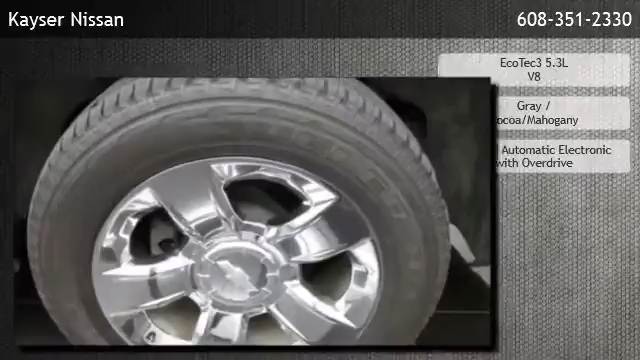 Kayser Nissan
608-351-2330
EcoTec3 5.3L
V8
Gray /
ocoa/Mahogany
Automatic Electronic
with Overdrive